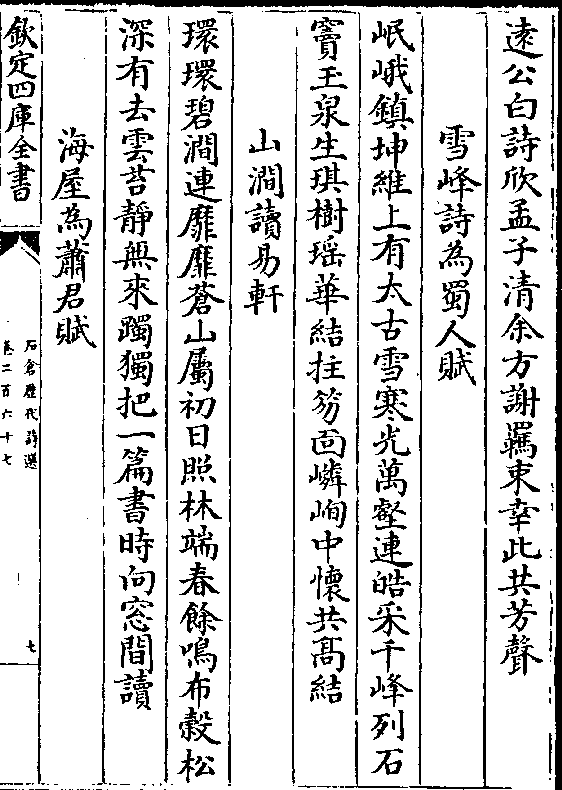 遠公白詩欣孟子清余方謝羈束幸此共芳聲
雪峰詩為蜀人賦
岷峨鎮坤維上有太古雪寒光萬壑連皓采千峰列石
竇玉泉生琪樹瑶華結拄笏面嶙峋中懷共髙結
山澗讀易軒
環環碧澗連靡靡蒼山屬初日照林端春餘鳴布榖松
深有去雲苔靜無來躅獨把一篇書時向窓間讀
海屋為蕭君賦
欽定四庫全書
石倉歷代詩選
卷二百六十七
七